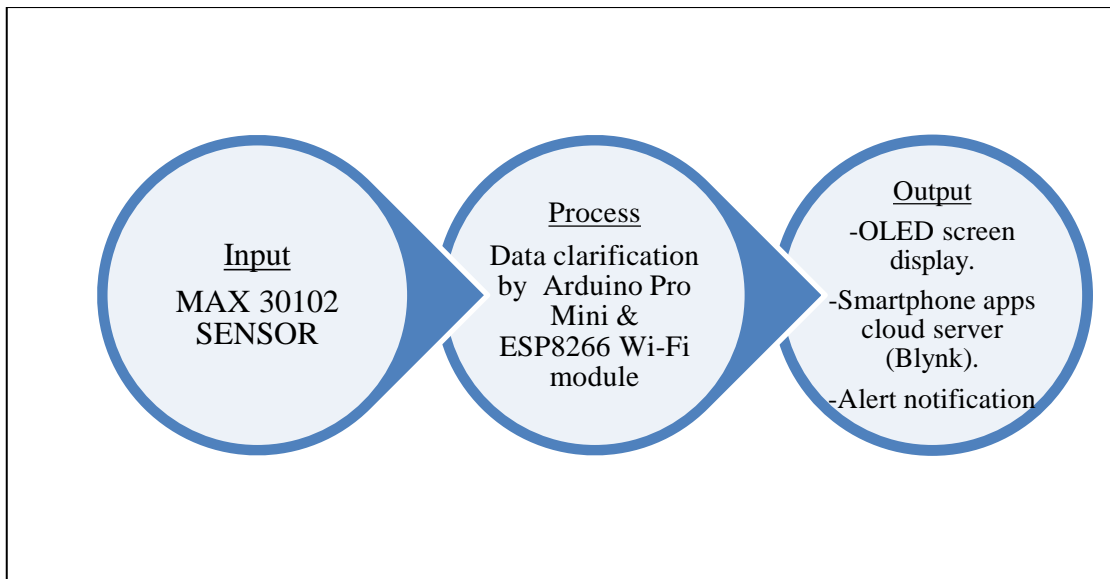 Input
MAX 30102
SENSOR
Process
Data clarification
by Arduino Pro
Mini &
ESP8266 Wi-Fi
module
Output
-OLED screen
display.
-Smartphone apps
cloud server
(Blynk).
-Alert notification